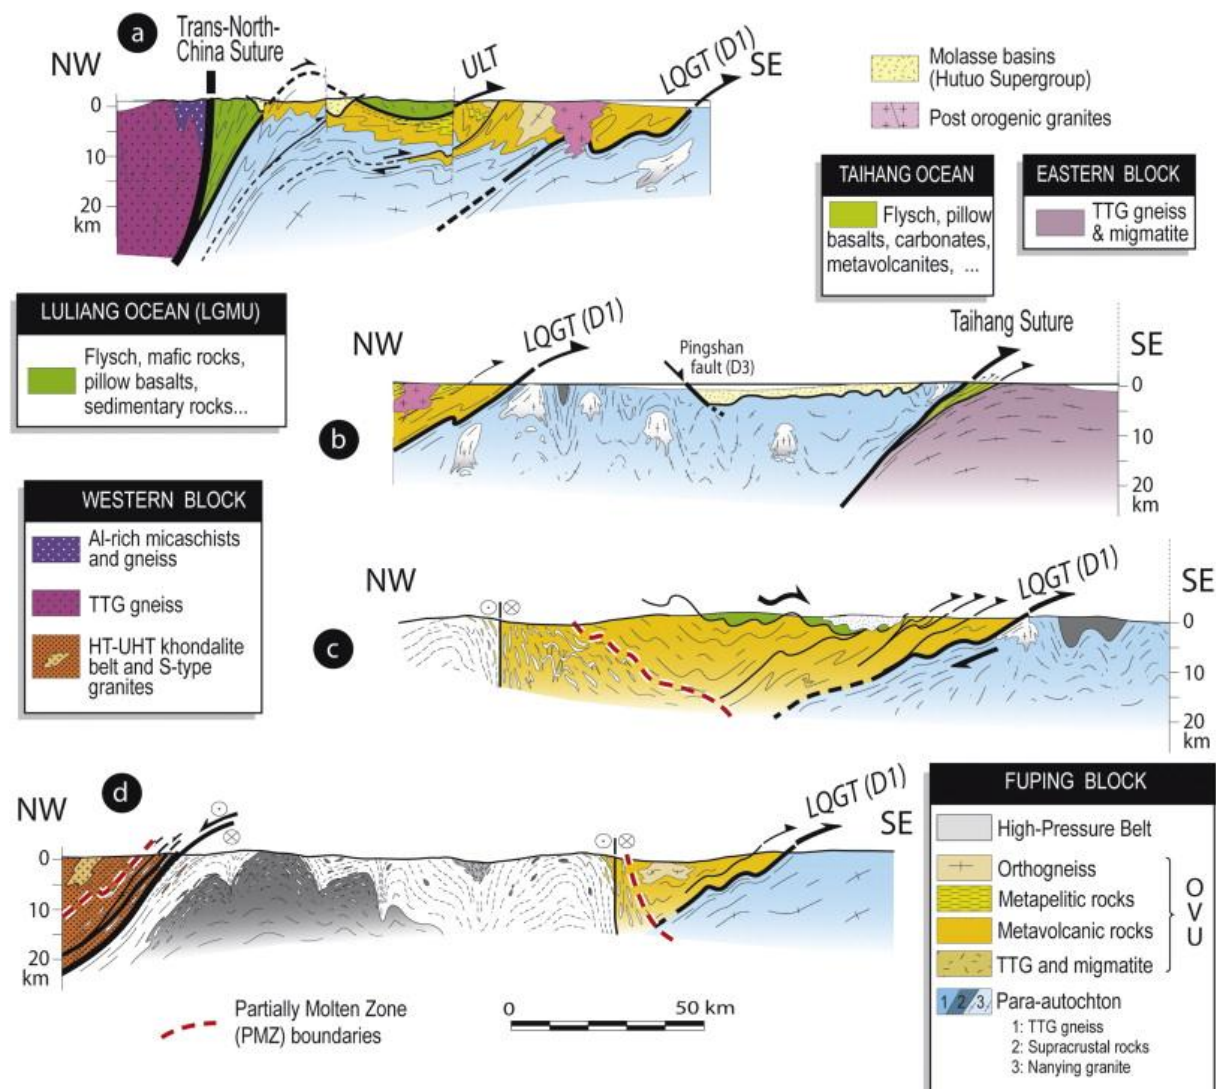 a
Trans-North-
China Suture
NW
ULT
LQGT (D1)
SE
0
10
20
km
Molasse basins
(Hutuo Supergroup)
Post orogenic granites
TAIHANG OCEAN
Flysch, pillow
basalts, carbonates,
metavolcanites, ...
EASTERN BLOCK
TTG gneiss
& migmatite
LULIANG OCEAN (LGMU)
Flysch, mafic rocks,
pillow basalts,
sedimentary rocks...
b
NW
LQGT (D1)
Pingshan
fault (D3)
Taihang Suture
SE
0
10
20
km
WESTERN BLOCK
Al-rich micaschists
and gneiss
TTG gneiss
HT-UHT khondalite
belt and S-type
granites
c
NW
LQGT (D1)
SE
0
10
20
km
d
NW
LQGT (D1)
SE
0
10
20
km
Partially Molten Zone
(PMZ) boundaries
0 50 km
FUPING BLOCK
High-Pressure Belt
Orthogneiss
Metapelitic rocks
Metavolcanic rocks
TTG and migmatite
OVU
1 2 3 Para-autochton
1: TTG gneiss
2: Supracrustal rocks
3: Nanying granite